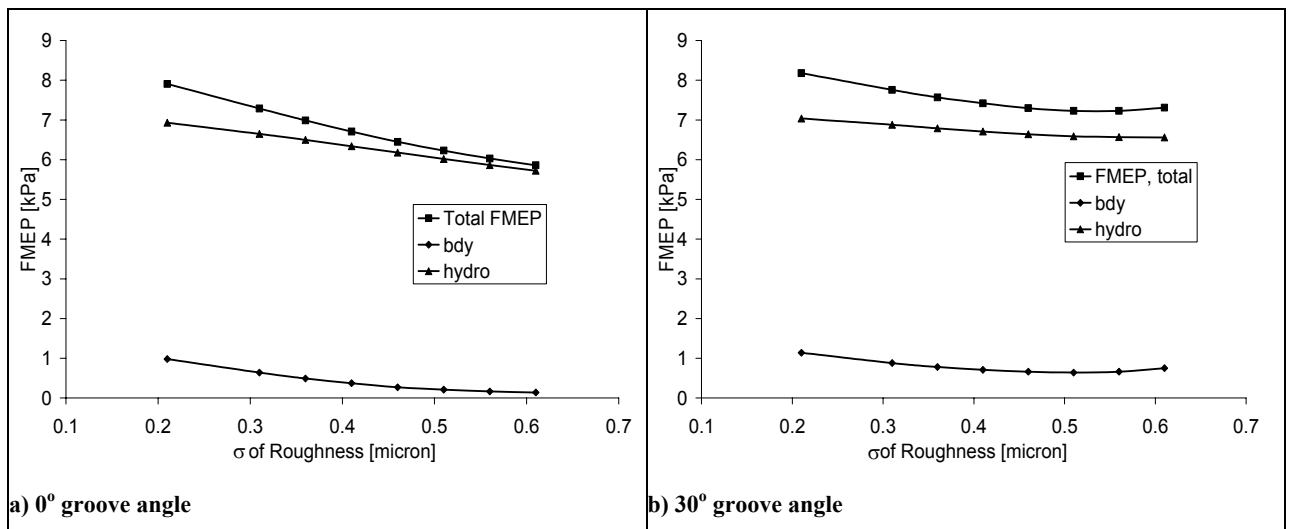 9
8
7
6
5
4
3
2
1
0
FMEP [kPa]
Total FMEP
bdy
hydro
0.1 0.2 0.3 0.4 0.5 0.6 0.7
σ of Roughness [micron]
a) 0° groove angle
9
8
7
6
5
4
3
2
1
0
FMEP [kPa]
FMEP, total
bdy
hydro
0.1 0.2 0.3 0.4 0.5 0.6 0.7
σof Roughness [micron]
b) 30° groove angle